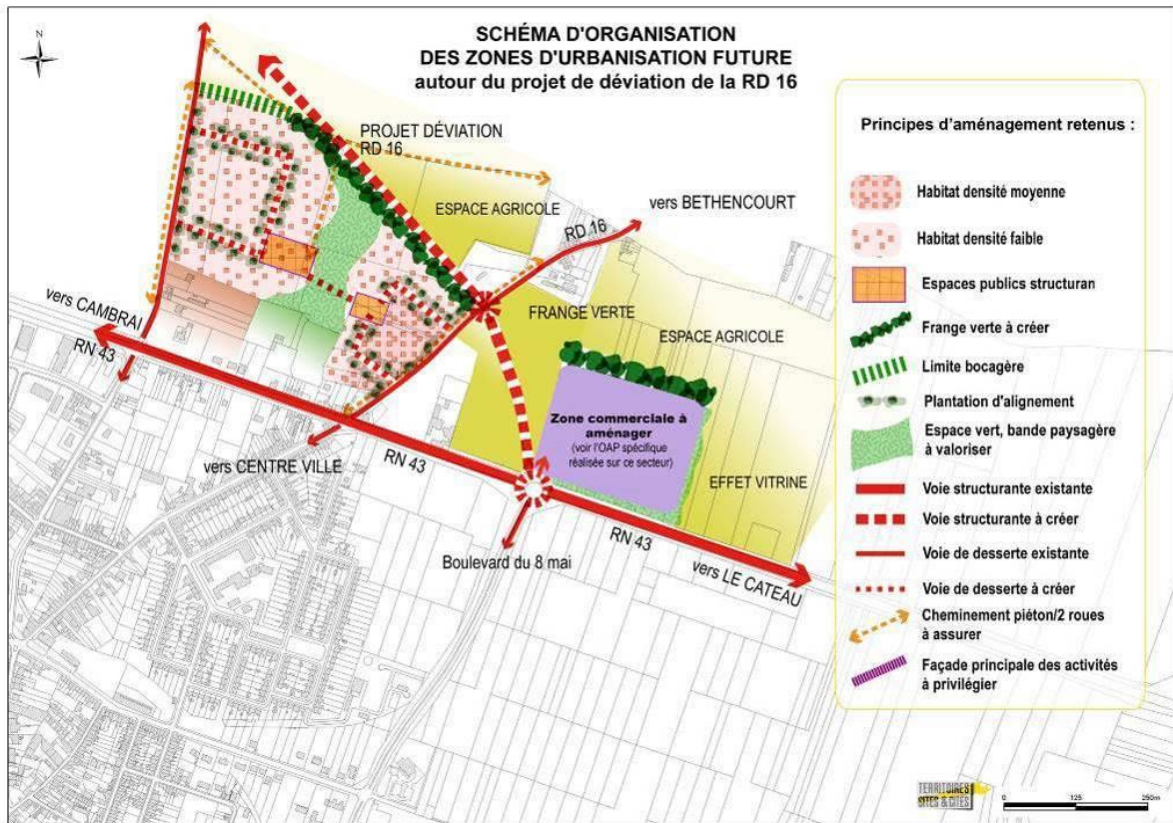 SCHÉMA D'ORGANISATION
DES ZONES D'URBANISATION FUTURE
autour du projet de déviation de la RD 16
N
PROJET DÉVIATION
RD 16
ESPACE AGRICOLE
RD 16
vers BETHENCOURT
FRANGE VERTE
ESPACE AGRICOLE
vers CAMBRAI
RN 43
Zone commerciale à
aménager
(voir l'OAP spécifique
réalisée sur ce secteur)
vers CENTRE VILLE
RN 43
EFFET VITRINE
Boulevard du 8 mai
RN 43
vers LE CATEAU
Principes d'aménagement retenus :
Habitat densité moyenne
Habitat densité faible
Espaces publics structuran
Frange verte à créer
Limite bocagère
Plantation d'alignement
Espace vert, bande paysagère
à valoriser
Voie structurante existante
Voie structurante à créer
Voie de desserte existante
Voie de desserte à créer
Cheminement piéton/2 roues
à assurer
Façade principale des activités
à privilégier
TERRITOIRES
SITES & CITÉS
0 125 250m